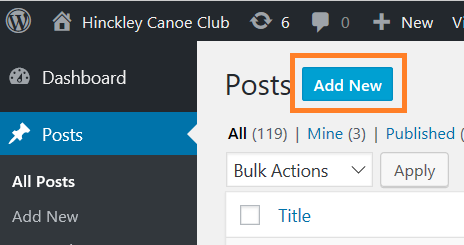 Hinckley Canoe Club 6 0 + New
Dashboard
Posts Add New
Posts
All (119) | Mine (3) | Published
All Posts
Bulk Actions Apply
Add New
Title